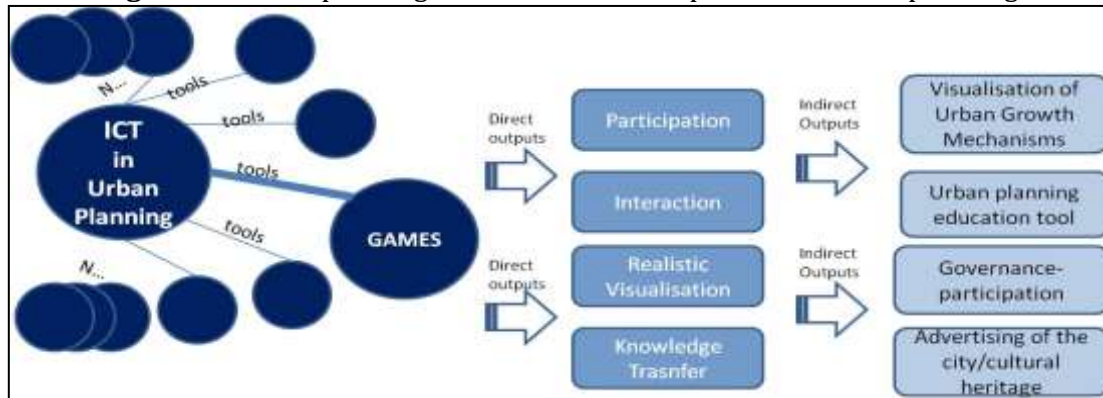 N...
tools
tools
tools
tools
N...
ICT
in
Urban
Planning
GAMES
Direct
outputs
Direct
outputs
Participation
Interaction
Realistic
Visualisation
Knowledge
Trasnfer
Indirect
Outputs
Indirect
Outputs
Visualisation of
Urban Growth
Mechanisms
Urban planning
education tool
Governance-
participation
Advertising of the
city/cultural
heritage